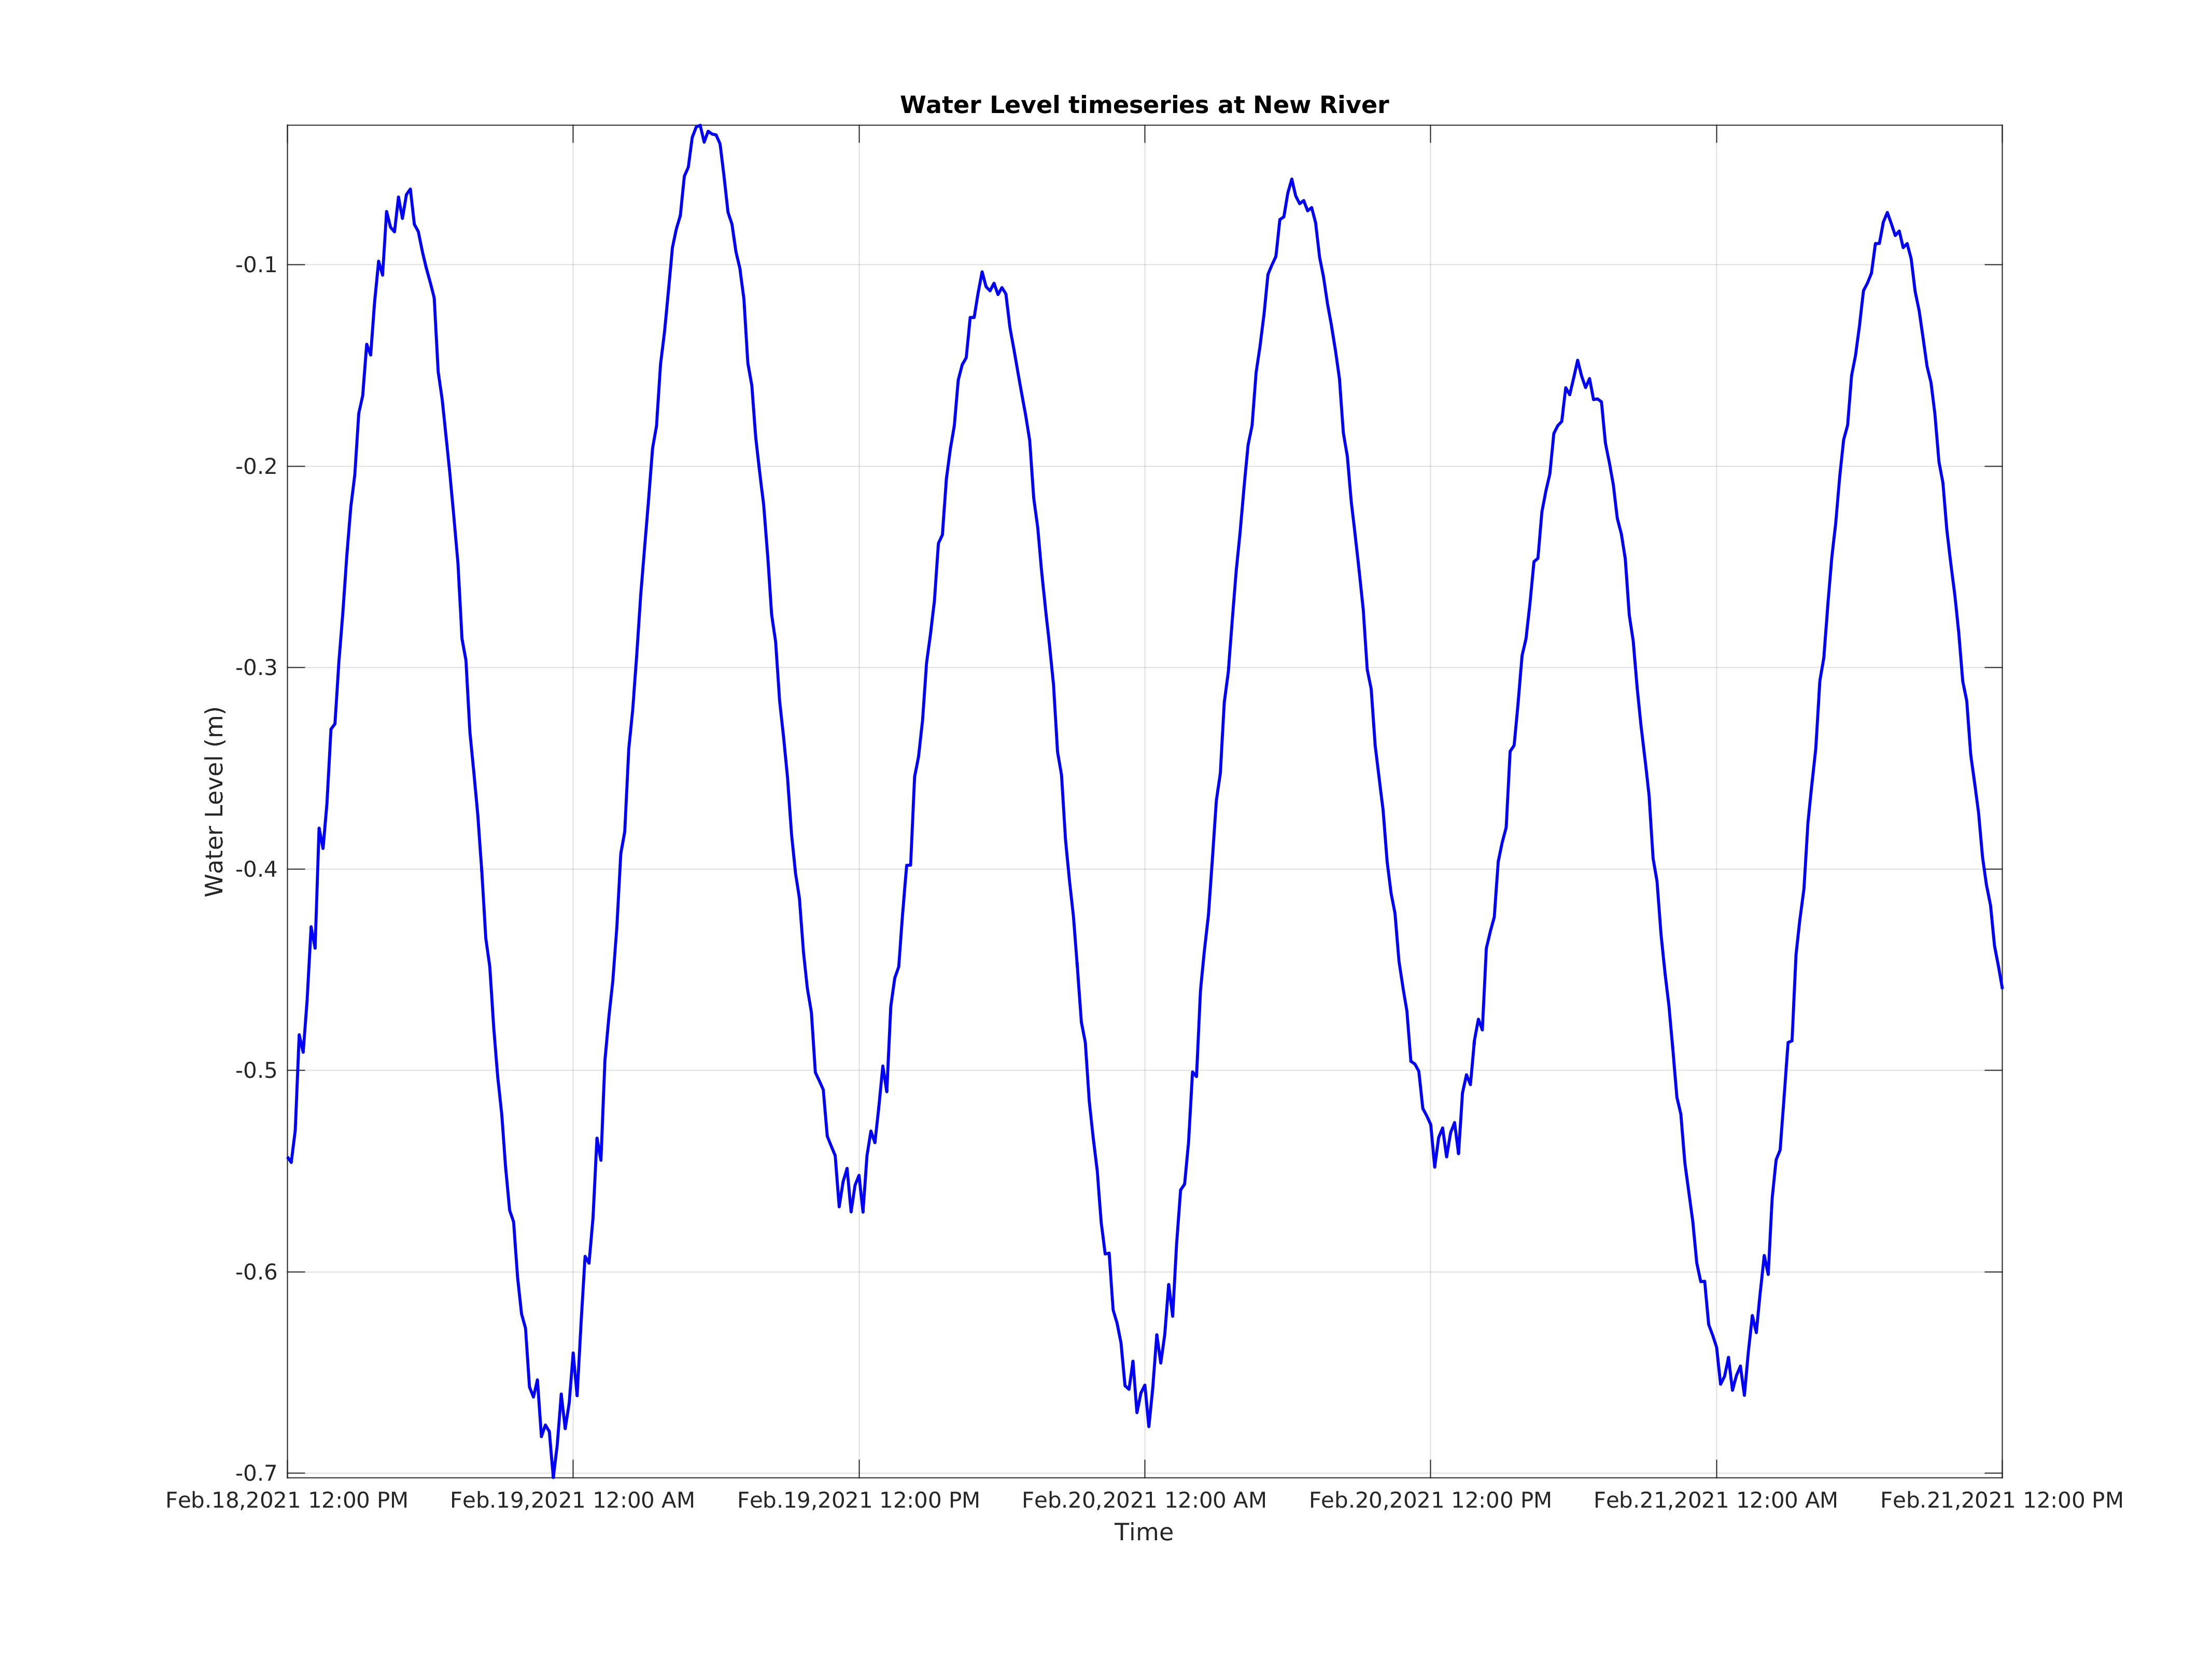 Water Level timeseries at New River
Water Level (m)
-0.1
-0.2
-0.3
-0.4
-0.5
-0.6
-0.7
Feb.18,2021 12:00 PM Feb.19,2021 12:00 AM Feb.19,2021 12:00 PM Feb.20,2021 12:00 AM Feb.20,2021 12:00 PM Feb.21,2021 12:00 AM Feb.21,2021 12:00 PM
Time